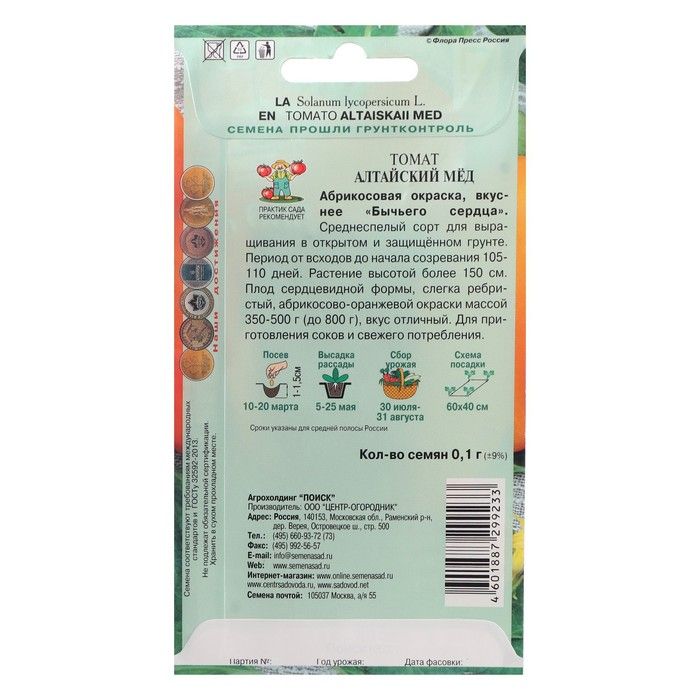 © Флора Пресс Россия
LA Solanum lycopersicum L.
EN TOMATO ALTAISKAII MED
СЕМЕНА ПРОШЛИ ГРУНТКОНТРОЛЬ
ТОМАТ
АЛТАЙСКИЙ МЁД
ПРАКТИК САДА
РЕКОМЕНДУЕТ
Абрикосовая окраска, вкус-
нее «Бычьего сердца».
Среднеспелый сорт для выра-
щивания в открытом и защищённом грунте.
Период от всходов до начала созревания 105-
110 дней. Растение высотой более 150 см.
Плод сердцевидной формы, слегка ребри-
стый, абрикосово-оранжевой окраски массой
350-500 г (до 800 г), вкус отличный. Для при-
готовления соков и свежего потребления.
Наши достижения
Посев
1-1,5см
10-20 марта
Высадка
рассады
5-25 мая
Сбор
урожая
30 июля-
31 августа
Схема
посадки
60х40 см
Сроки указаны для средней полосы России
Кол-во семян 0,1 г (±9%)
Семена соответствуют требованиям международных
стандартов и ГОСТу 32592-2013.
Не подлежат обязательной сертификации.
Хранить в сухом прохладном месте.
Агрохолдинг "ПОИСК"
Производитель: ООО "ЦЕНТР-ОГОРОДНИК"
Адрес: Россия, 140153, Московская обл., Раменский р-н,
дер. Верея, Островецкое ш., стр. 500
Тел.: (495) 660-93-72 (73)
Факс: (495) 992-56-57
E-mail: info@semenasad.com
Web: www.semenasad.com
Интернет-магазин: www.online.semenasad.com
www.centrsadovoda.ru, www.sadovod.net
Семена почтой: 105037 Москва, а/я 55
4 601887 299233
Партия №:
Год урожая:
Дата фасовки: